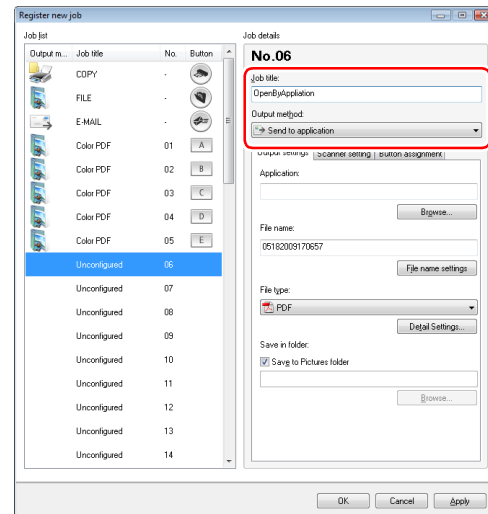 Register new job
Job list
Output m... Job title No. Button
COPY -
FILE -
E-MAIL -
Color PDF 01 A
Color PDF 02 B
Color PDF 03 C
Color PDF 04 D
Color PDF 05 E
Unconfigured 06
Unconfigured 07
Unconfigured 08
Unconfigured 09
Unconfigured 10
Unconfigured 11
Unconfigured 12
Unconfigured 13
Unconfigured 14
Job details
No.06
Job title:
OpenByAppliation
Output method:
Send to application
Output settings Scanner setting Button assignment
Application:
Browse...
File name:
05182009170657
File name settings
File type:
PDF
Detail Settings...
Save in folder:
Save to Pictures folder
Browse...
OK Cancel Apply